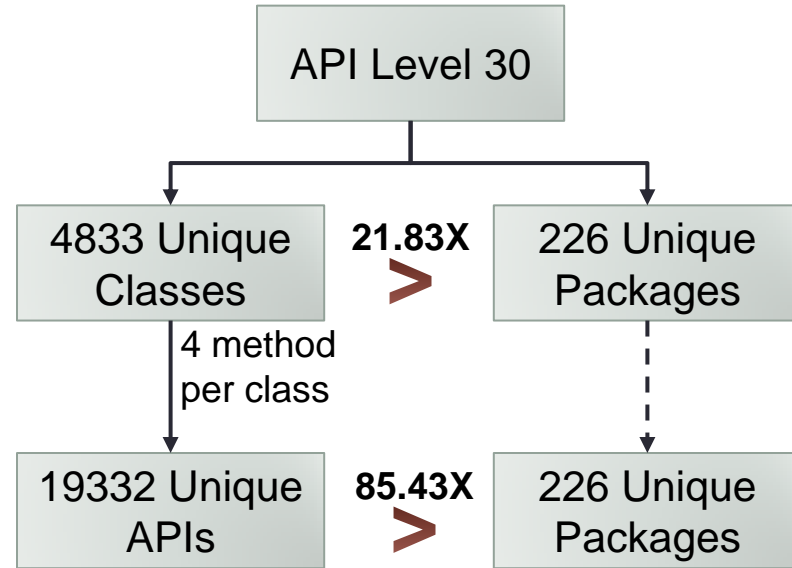 API Level 30
4833 Unique
Classes
21.83X
>
226 Unique
Packages
4 method
per class
19332 Unique
APIs
85.43X
>
226 Unique
Packages